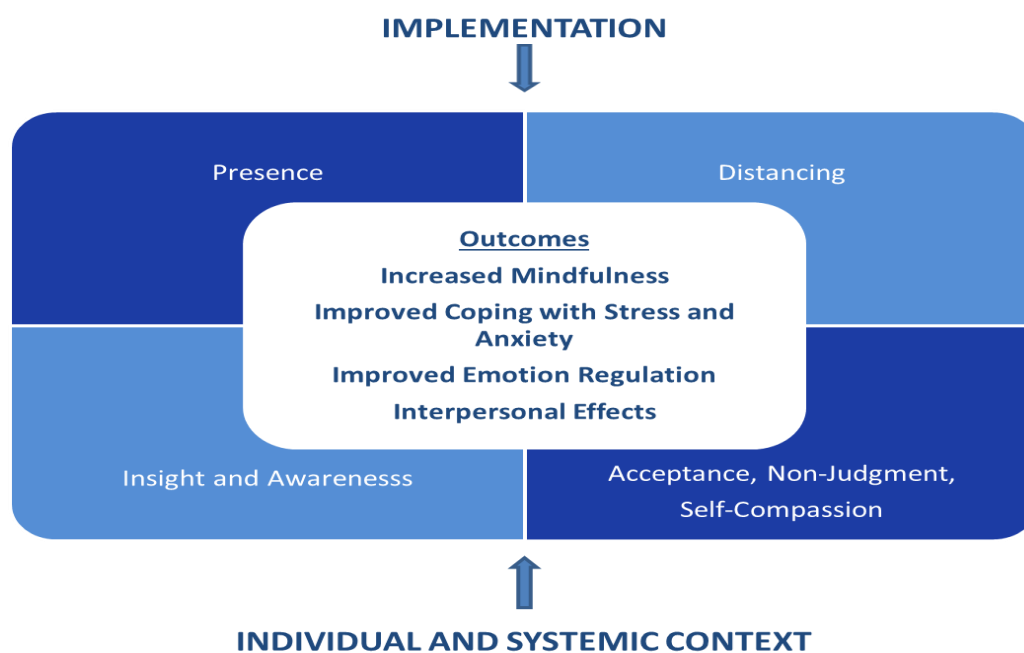 IMPLEMENTATION
Presence
Distancing
Outcomes
Increased Mindfulness
Improved Coping with Stress and
Anxiety
Improved Emotion Regulation
Interpersonal Effects
Insight and Awarenesss
Acceptance, Non-Judgment,
Self-Compassion
INDIVIDUAL AND SYSTEMIC CONTEXT